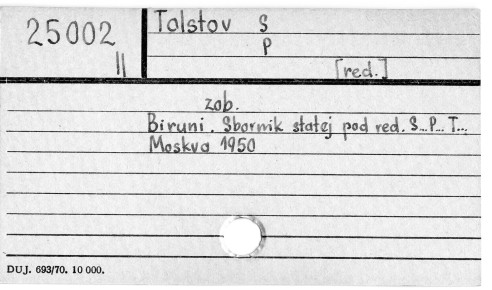 25002
II
Tolstov S
P
[red.]
zob.
Biruni. Sbornik statej pod red. S... P... T...
Moskva 1950
DUJ. 693/70. 10 000.